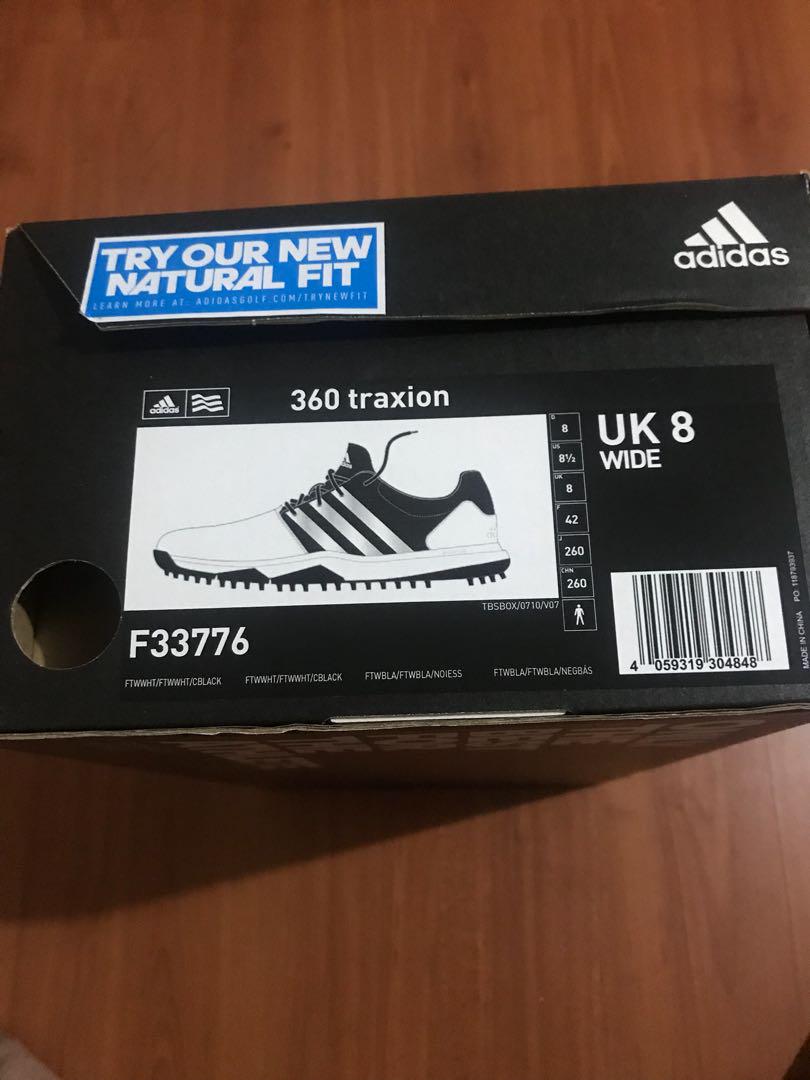 TRY OUR NEW
NATURAL FIT
LEARN MORE AT: ADIDASGOLF.COM/TRYNEWFIT
adidas
adidas
360 traxion
D 8
US 8½
UK 8
F 42
J 260
CHN 260
UK 8
WIDE
TBSBOX/0710/V07
F33776
FTWWHT/FTWWHT/CBLACK
FTWWHT/FTWWHT/CBLACK
FTWBLA/FTWBLA/NOIESS
FTWBLA/FTWBLA/NEGBÁS
4 059319 304848
MADE IN CHINA PO: 118793937